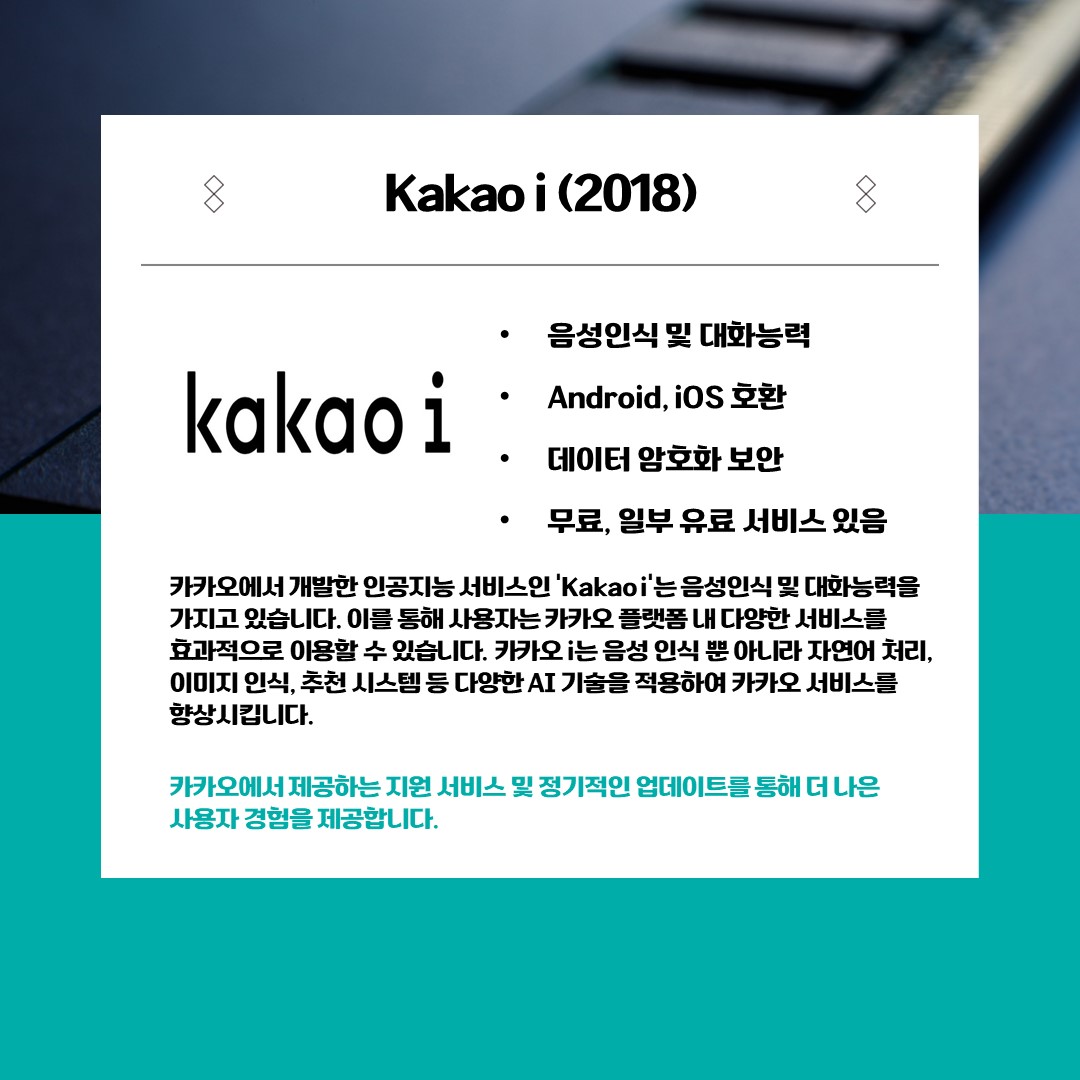 Kakao i (2018)
kakao i
• 음성인식 및 대화능력
• Android, iOS 호환
• 데이터 암호화 보안
• 무료, 일부 유료 서비스 있음
카카오에서 개발한 인공지능 서비스인 'Kakao i'는 음성인식 및 대화능력을
가지고 있습니다. 이를 통해 사용자는 카카오 플랫폼 내 다양한 서비스를
효과적으로 이용할 수 있습니다. 카카오 i는 음성 인식 뿐 아니라 자연어 처리,
이미지 인식, 추천 시스템 등 다양한 AI 기술을 적용하여 카카오 서비스를
향상시킵니다.
카카오에서 제공하는 지원 서비스 및 정기적인 업데이트를 통해 더 나은
사용자 경험을 제공합니다.